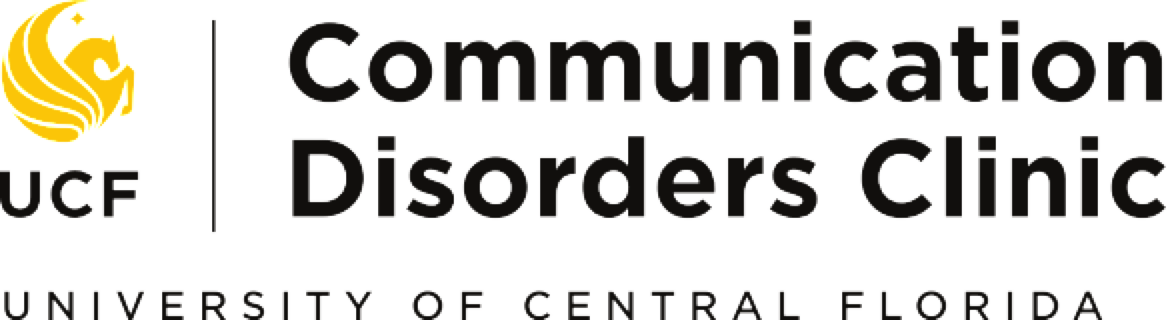 UCF
Communication
Disorders Clinic
UNIVERSITY OF CENTRAL FLORIDA